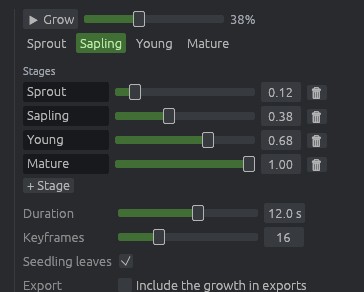 Grow 38%
Sprout Sapling Young Mature
Stages
Sprout 0.12
Sapling 0.38
Young 0.68
Mature 1.00
+ Stage
Duration 12.0 s
Keyframes 16
Seedling leaves
Export Include the growth in exports